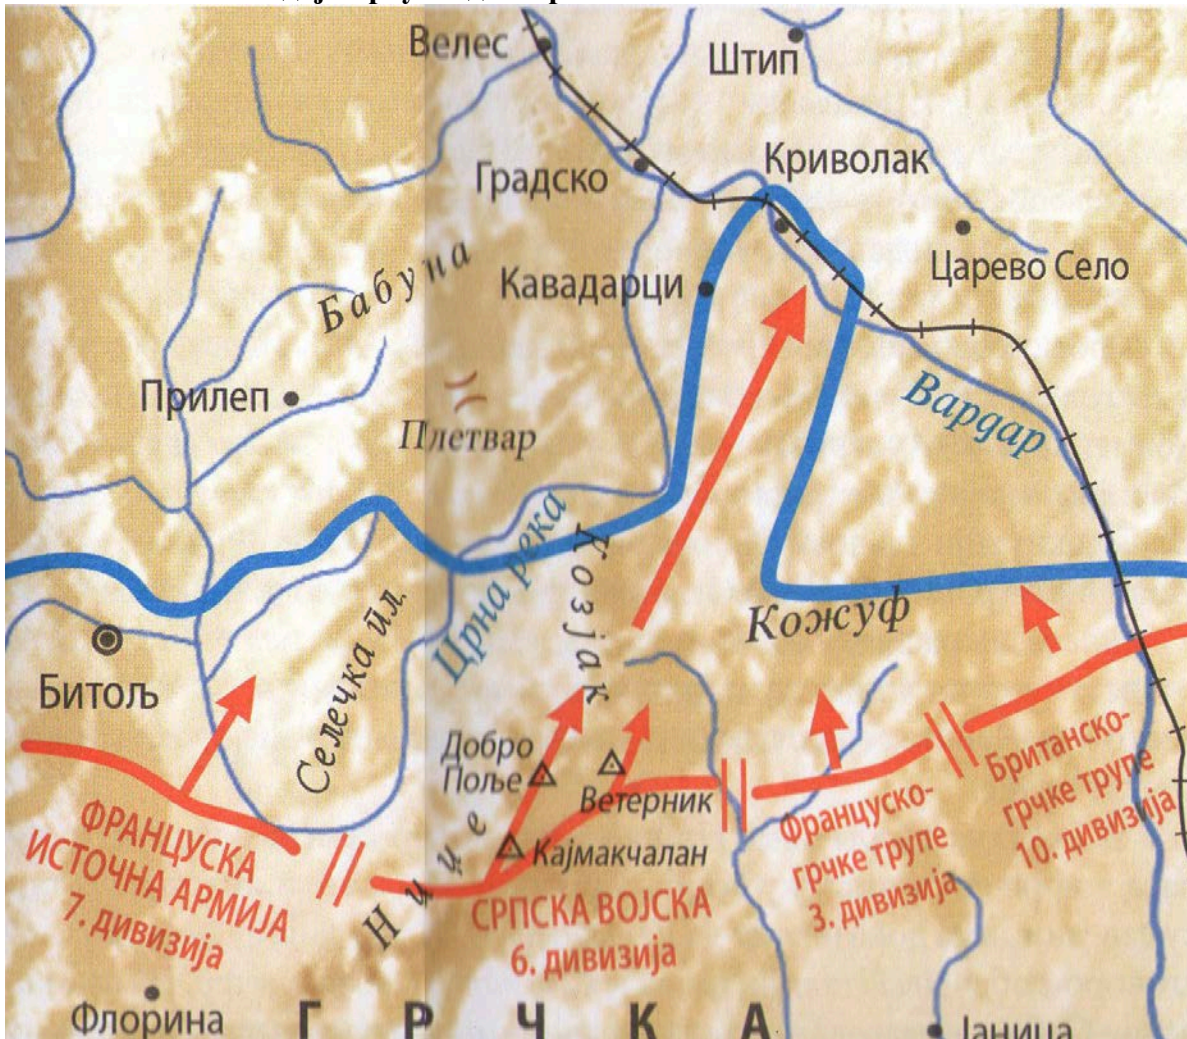 Велес
Штип
Градско
Криволак
Кавадарци
Царево Село
Бабуна
Прилеп
Вардар
Плетвар
Црна река
Козјак
Кожуф
Битољ
Селечка йл.
Добро
Поље
Ветерник
Кајмакчалан
Ниџе
ФРАНЦУСКА
ИСТОЧНА АРМИЈА
7. дивизија
СРПСКА ВОЈСКА
6. дивизија
Француско-
грчке трупе
3. дивизија
Британско-
грчке трупе
10. дивизија
Флорина
ГРЧКА
Јаница